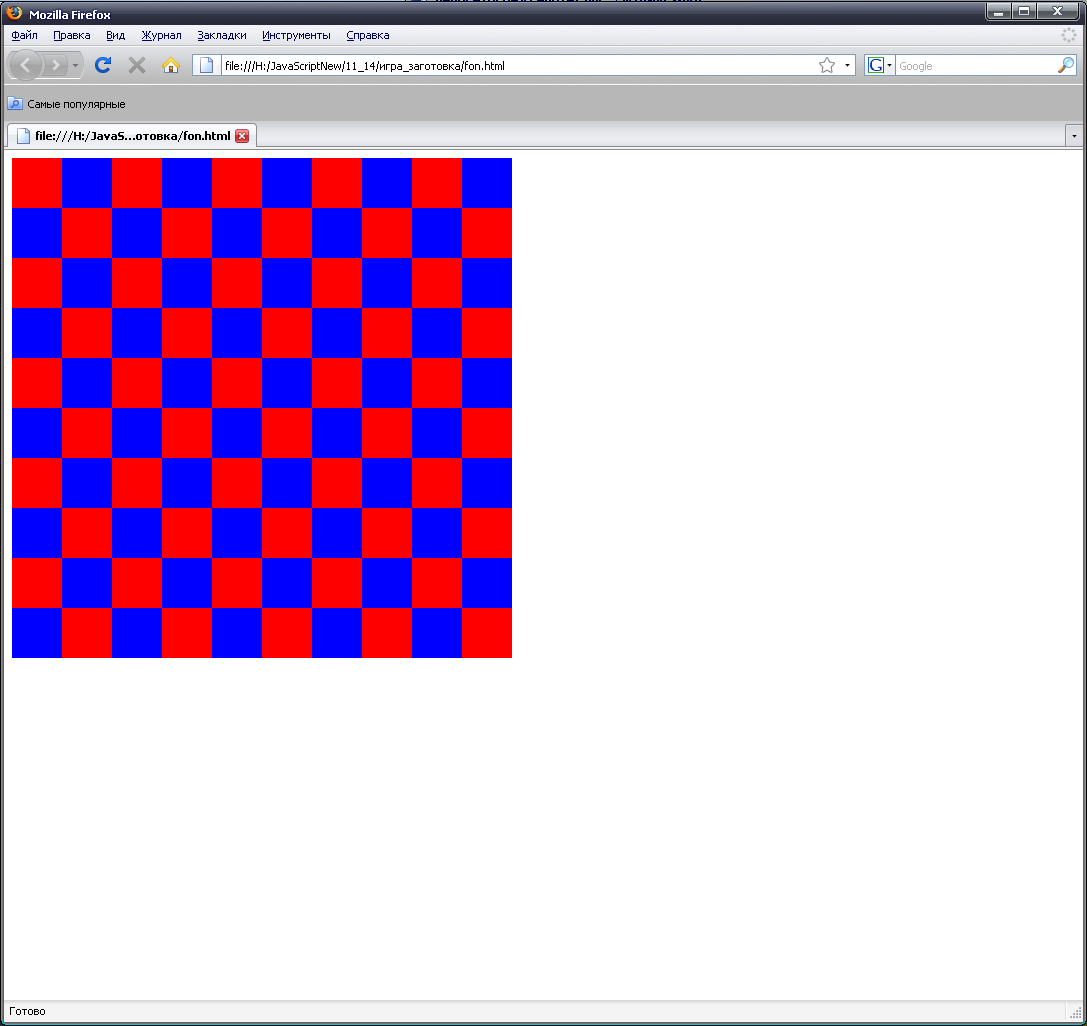 Mozilla Firefox
Файл Правка Вид Журнал Закладки Инструменты Справка
file:///H:/JavaScriptNew/11_14/игра_заготовка/fon.html G Google
Самые популярные
file:///H:/JavaS...отовка/fon.html
Готово